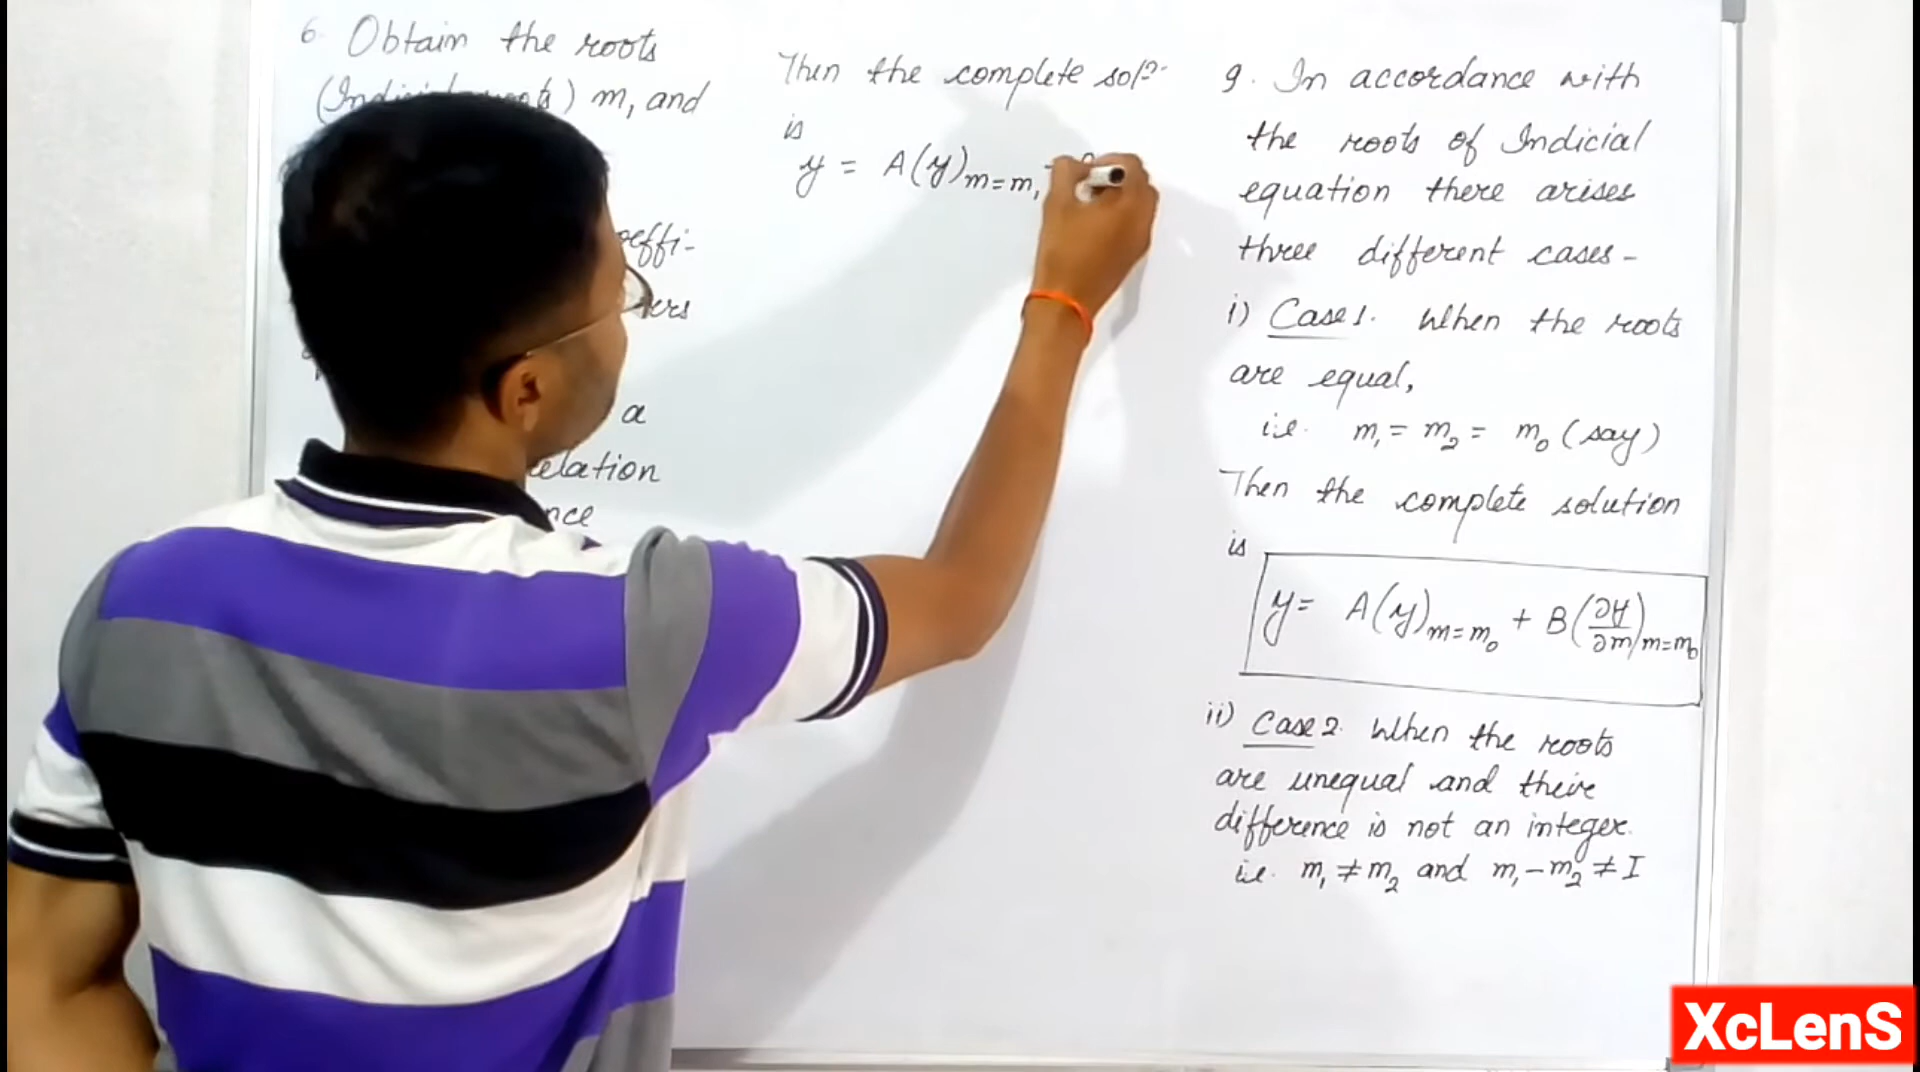 6. Obtain the roots
m₁ and
a
elation
Then the complete solⁿ.
is
y = A(y)ₘ₌ₘ₁
9. In accordance with
the roots of Indicial
equation there arises
three different cases-
i) Case 1. When the roots
are equal,
i.e. m₁ = m₂ = m₀ (say)
Then the complete solution
is
y = A(y)ₘ₌ₘ₀ + B(∂y/∂m)ₘ₌ₘ₀
ii) Case 2. When the roots
are unequal and their
difference is not an integer.
i.e. m₁ ≠ m₂ and m₁ - m₂ ≠ I
XcLenS